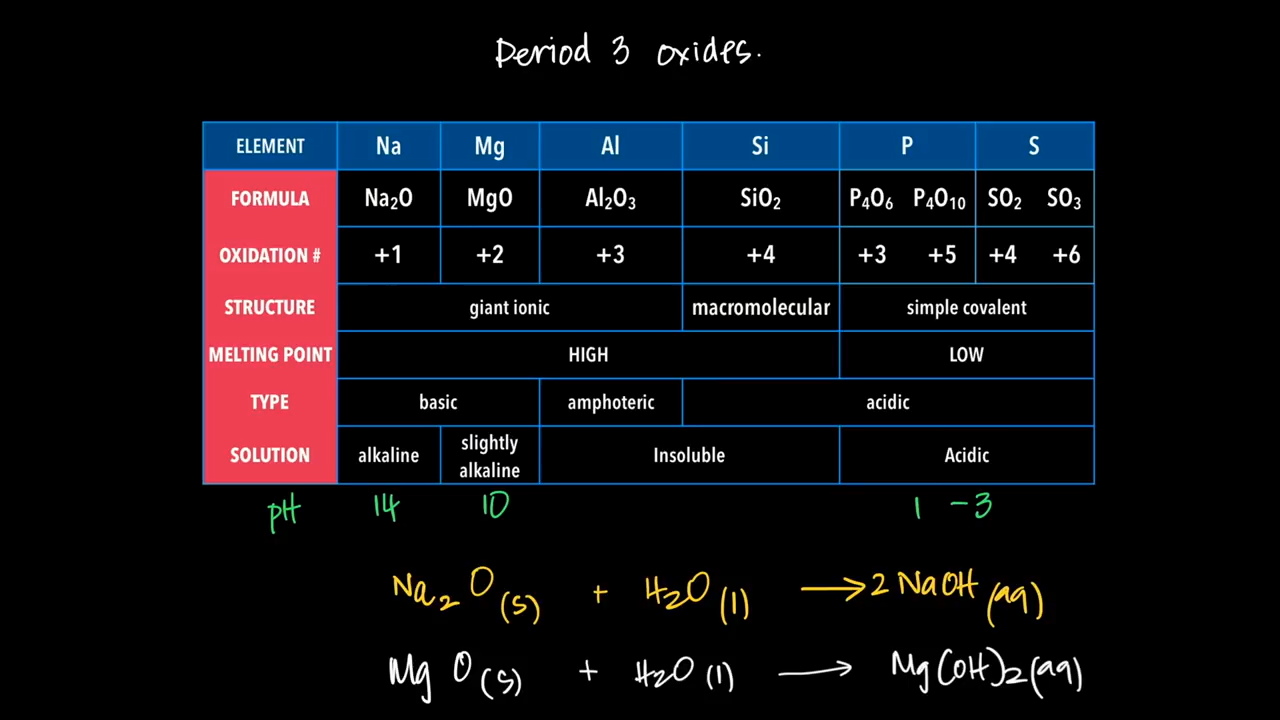 Period 3 oxides.
ELEMENT Na Mg Al Si P S
FORMULA Na₂O MgO Al₂O₃ SiO₂ P₄O₆ P₄O₁₀ SO₂ SO₃
OXIDATION # +1 +2 +3 +4 +3 +5 +4 +6
STRUCTURE giant ionic macromolecular simple covalent
MELTING POINT HIGH LOW
TYPE basic amphoteric acidic
SOLUTION alkaline slightly alkaline Insoluble Acidic
pH 14 10 1 – 3
Na₂O(s) + H₂O(l) → 2NaOH(aq)
MgO(s) + H₂O(l) → Mg(OH)₂(aq)